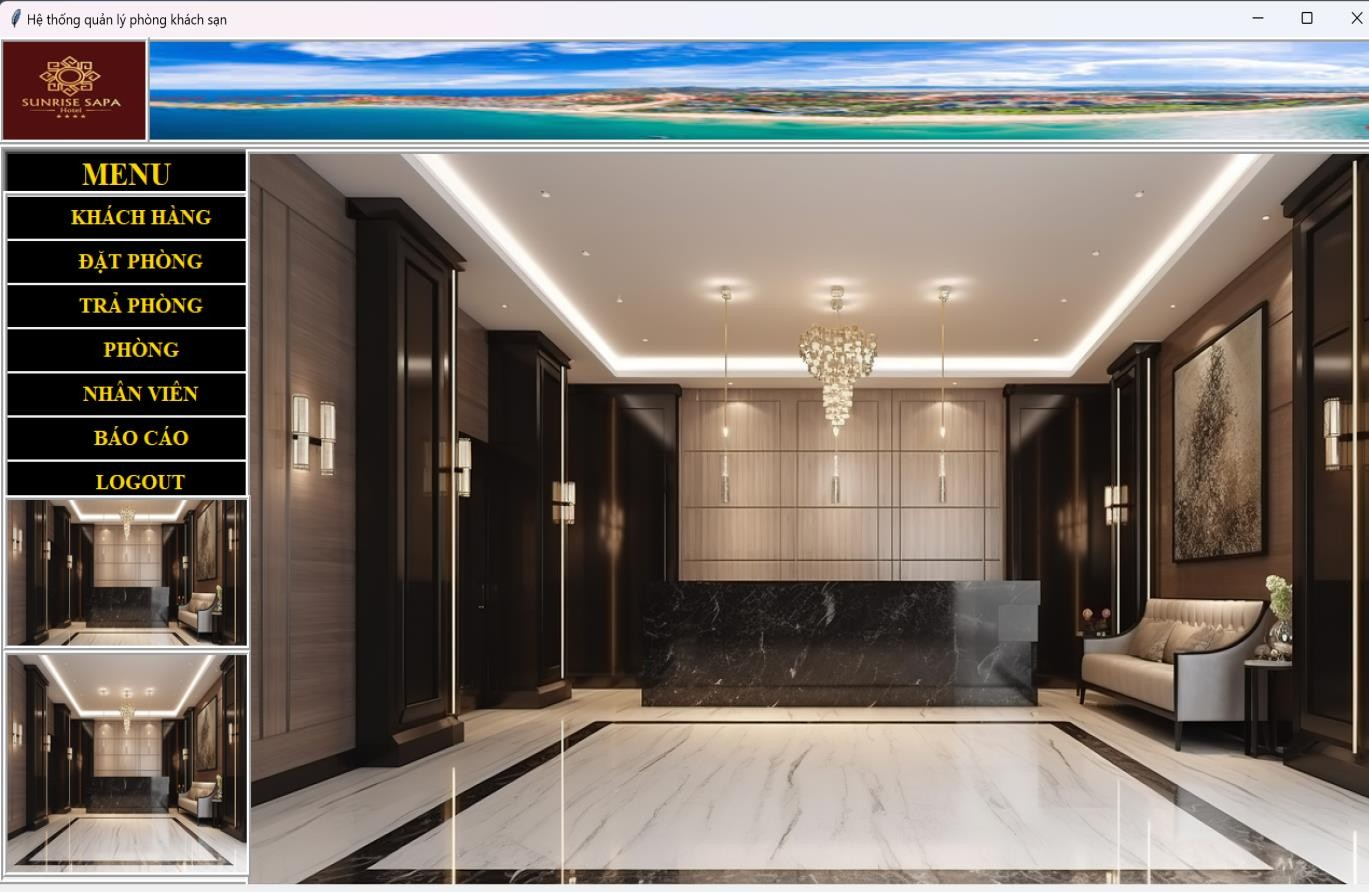 Hệ thống quản lý phòng khách sạn
SUNRISE SAPA
Hotel
MENU
KHÁCH HÀNG
ĐẶT PHÒNG
TRẢ PHÒNG
PHÒNG
NHÂN VIÊN
BÁO CÁO
LOGOUT